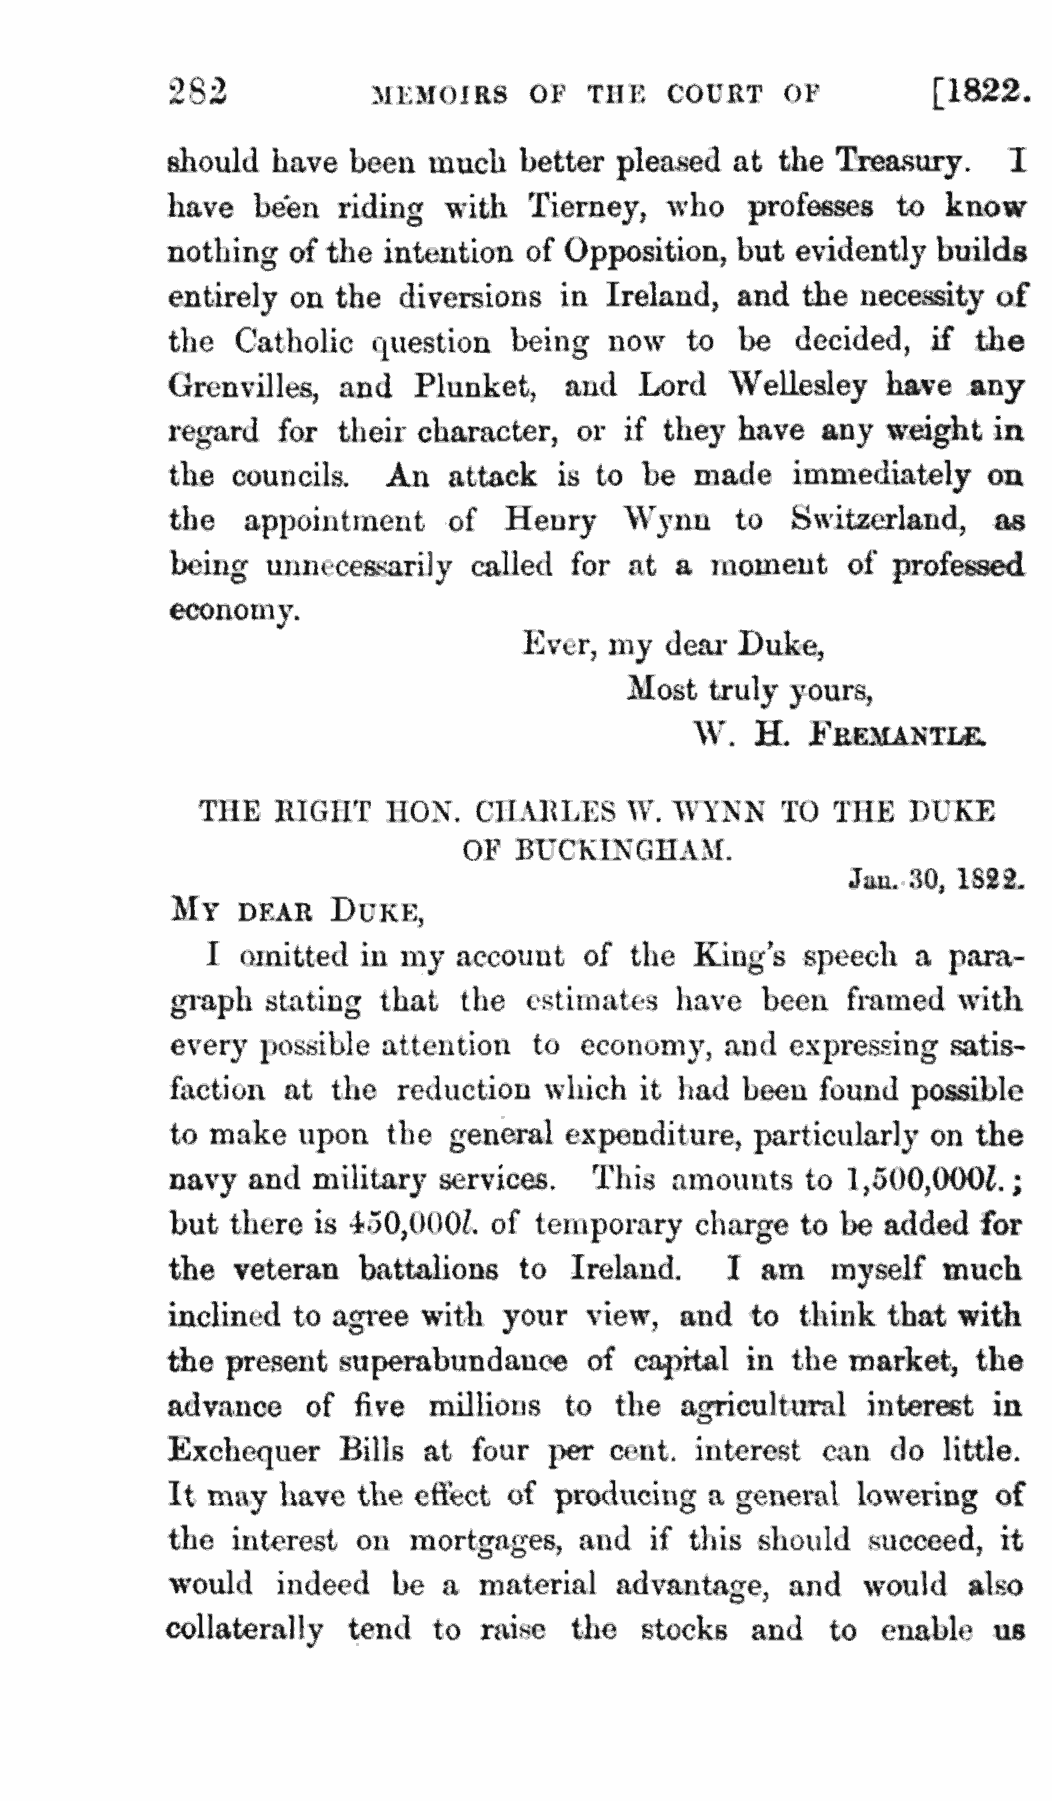 282 MEMOIRS OF THE COURT OF [1822.
should have been much better pleased at the Treasury. I
have been riding with Tierney, who professes to know
nothing of the intention of Opposition, but evidently builds
entirely on the diversions in Ireland, and the necessity of
the Catholic question being now to be decided, if the
Grenvilles, and Plunket, and Lord Wellesley have any
regard for their character, or if they have any weight in
the councils. An attack is to be made immediately on
the appointment of Henry Wynn to Switzerland, as
being unnecessarily called for at a moment of professed
economy.
Ever, my dear Duke,
Most truly yours,
W. H. FREMANTLE.
THE RIGHT HON. CHARLES W. WYNN TO THE DUKE
OF BUCKINGHAM.
Jan. 30, 1822.
MY DEAR DUKE,
I omitted in my account of the King's speech a para-
graph stating that the estimates have been framed with
every possible attention to economy, and expressing satis-
faction at the reduction which it had been found possible
to make upon the general expenditure, particularly on the
navy and military services. This amounts to 1,500,000l.;
but there is 450,000l. of temporary charge to be added for
the veteran battalions to Ireland. I am myself much
inclined to agree with your view, and to think that with
the present superabundance of capital in the market, the
advance of five millions to the agricultural interest in
Exchequer Bills at four per cent. interest can do little.
It may have the effect of producing a general lowering of
the interest on mortgages, and if this should succeed, it
would indeed be a material advantage, and would also
collaterally tend to raise the stocks and to enable us